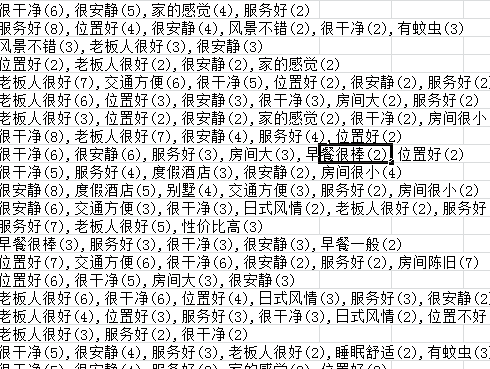 很干净(6),很安静(5),家的感觉(4),服务好(2)
服务好(8),位置好(4),很安静(4),风景不错(2),很干净(2),有蚊虫(3)
风景不错(3),老板人很好(3),很安静(3)
位置好(2),老板人很好(2),很安静(2),家的感觉(2)
老板人很好(7),交通方便(6),很干净(5),位置好(2),很安静(2),服务好(2)
老板人很好(6),位置好(3),很安静(3),很干净(3),房间大(2),服务好(2)
老板人很好(3),位置好(2),很安静(2),家的感觉(2),很干净(2),房间很小
很干净(8),老板人很好(7),很安静(4),服务好(4),位置好(2)
很干净(6),很安静(6),服务好(3),房间大(3),早餐很棒(2),位置好(2)
很干净(5),服务好(4),度假酒店(3),很安静(2),房间很小(4)
很安静(8),度假酒店(5),别墅(4),交通方便(3),服务好(2),房间很小(2)
很安静(6),交通方便(3),很干净(3),日式风情(2),老板人很好(2),服务好
服务好(7),老板人很好(5),性价比高(3)
早餐很棒(3),服务好(3),很干净(3),很安静(3),早餐一般(2)
位置好(7),交通方便(6),很干净(6),很安静(2),服务好(2),房间陈旧(7)
位置好(6),很干净(5),房间大(3),很安静(3)
老板人很好(6),很干净(6),位置好(4),日式风情(3),服务好(3),很安静(2)
老板人很好(4),很安静(3),服务好(3),很干净(3),日式风情(2),位置不好
老板人很好(3),服务好(2),很干净(2)
很干净(5),很安静(4),服务好(3),老板人很好(2),睡眠舒适(2),有蚊虫(3)